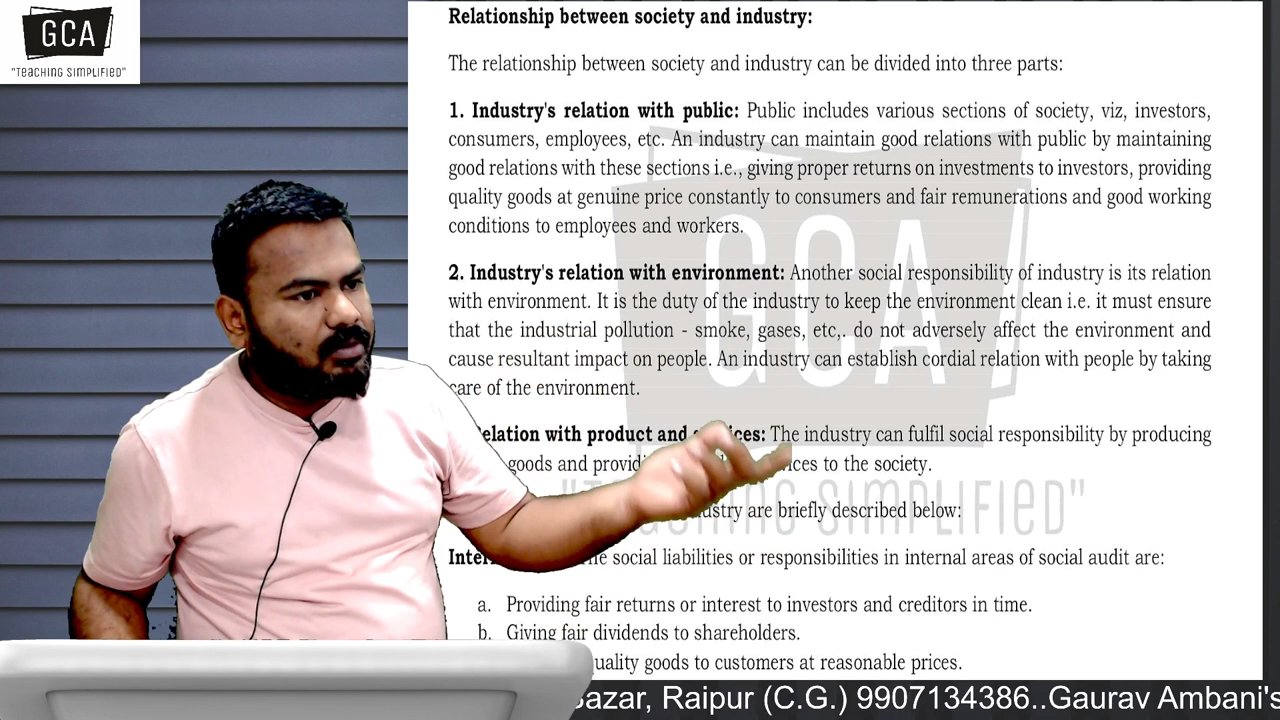 GCA
"TEACHING SIMPLIFIED"
Relationship between society and industry:
The relationship between society and industry can be divided into three parts:
1. Industry's relation with public: Public includes various sections of society, viz, investors,
consumers, employees, etc. An industry can maintain good relations with public by maintaining
good relations with these sections i.e., giving proper returns on investments to investors, providing
quality goods at genuine price constantly to consumers and fair remunerations and good working
conditions to employees and workers.
2. Industry's relation with environment: Another social responsibility of industry is its relation
with environment. It is the duty of the industry to keep the environment clean i.e. it must ensure
that the industrial pollution - smoke, gases, etc,. do not adversely affect the environment and
cause resultant impact on people. An industry can establish cordial relation with people by taking
care of the environment.
with product and The industry can fulfil social responsibility by producing
goods and to the society.
are briefly described below:
social liabilities or responsibilities in internal areas of social audit are:
a. Providing fair returns or interest to investors and creditors in time.
b. Giving fair dividends to shareholders.
goods to customers at reasonable prices.
GCA
"TEACHING SIMPLIFIED"
Raipur (C.G.) 9907134386..Gaurav Ambani's